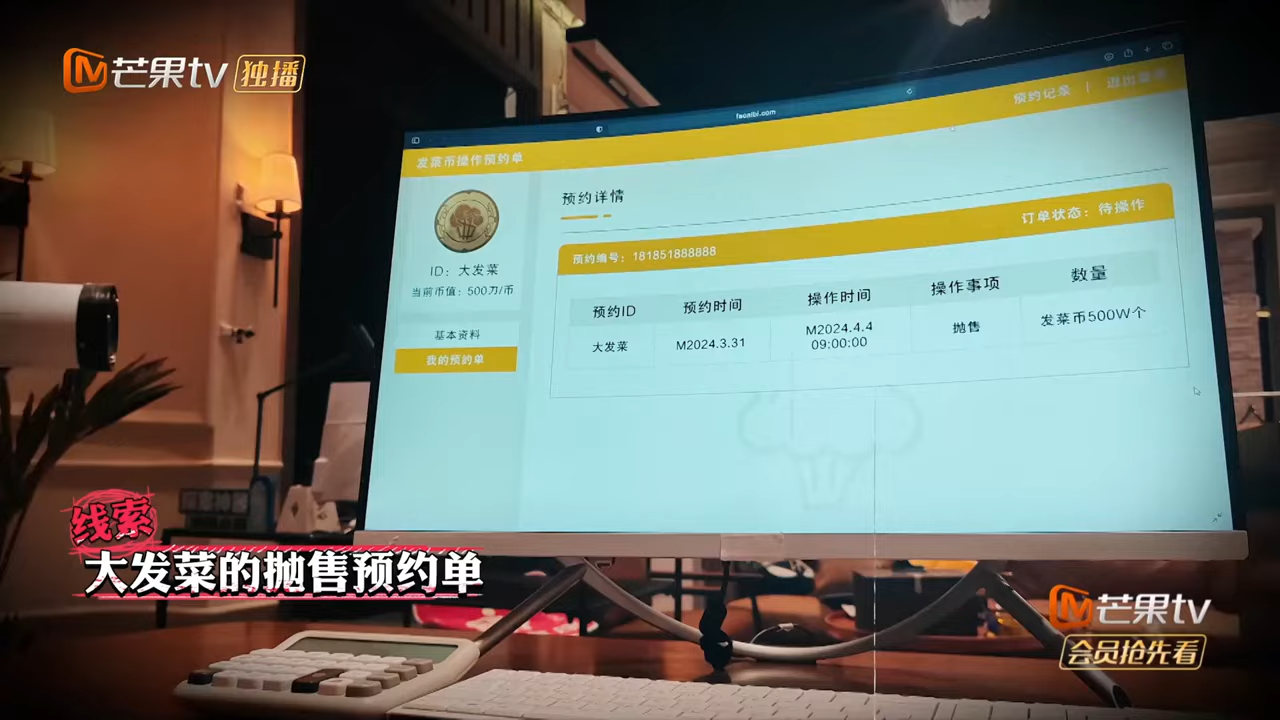 芒果tv 独播
facaibi.com
预约记录 | 退出登录
发菜币操作预约单
预约详情
ID：大发菜
当前币值：500刀/币
基本资料
我的预约单
预约编号：181851888888
订单状态：待操作
预约ID 预约时间 操作时间 操作事项 数量
大发菜 M2024.3.31 M2024.4.4 09:00:00 抛售 发菜币500W个
线索
大发菜的抛售预约单
芒果tv
会员抢先看